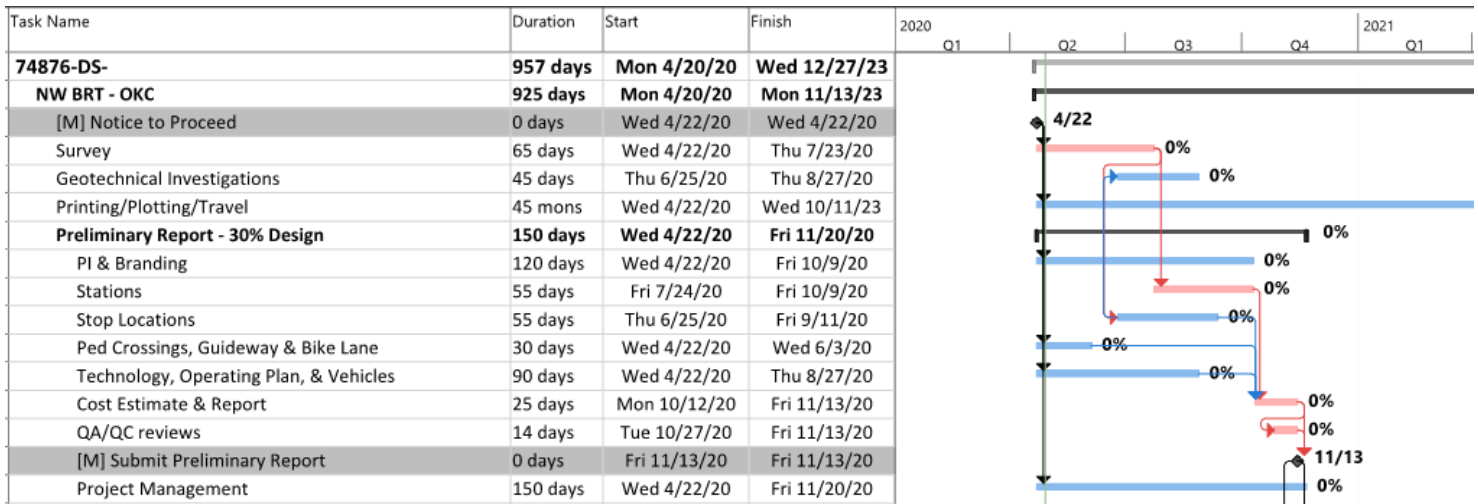 Task Name Duration Start Finish 2020 2021
Q1 Q2 Q3 Q4 Q1
74876-DS- 957 days Mon 4/20/20 Wed 12/27/23
NW BRT - OKC 925 days Mon 4/20/20 Mon 11/13/23
[M] Notice to Proceed 0 days Wed 4/22/20 Wed 4/22/20 4/22
Survey 65 days Wed 4/22/20 Thu 7/23/20 0%
Geotechnical Investigations 45 days Thu 6/25/20 Thu 8/27/20 0%
Printing/Plotting/Travel 45 mons Wed 4/22/20 Wed 10/11/23
Preliminary Report - 30% Design 150 days Wed 4/22/20 Fri 11/20/20 0%
PI & Branding 120 days Wed 4/22/20 Fri 10/9/20 0%
Stations 55 days Fri 7/24/20 Fri 10/9/20 0%
Stop Locations 55 days Thu 6/25/20 Fri 9/11/20 0%
Ped Crossings, Guideway & Bike Lane 30 days Wed 4/22/20 Wed 6/3/20 0%
Technology, Operating Plan, & Vehicles 90 days Wed 4/22/20 Thu 8/27/20 0%
Cost Estimate & Report 25 days Mon 10/12/20 Fri 11/13/20 0%
QA/QC reviews 14 days Tue 10/27/20 Fri 11/13/20 0%
[M] Submit Preliminary Report 0 days Fri 11/13/20 Fri 11/13/20 11/13
Project Management 150 days Wed 4/22/20 Fri 11/20/20 0%